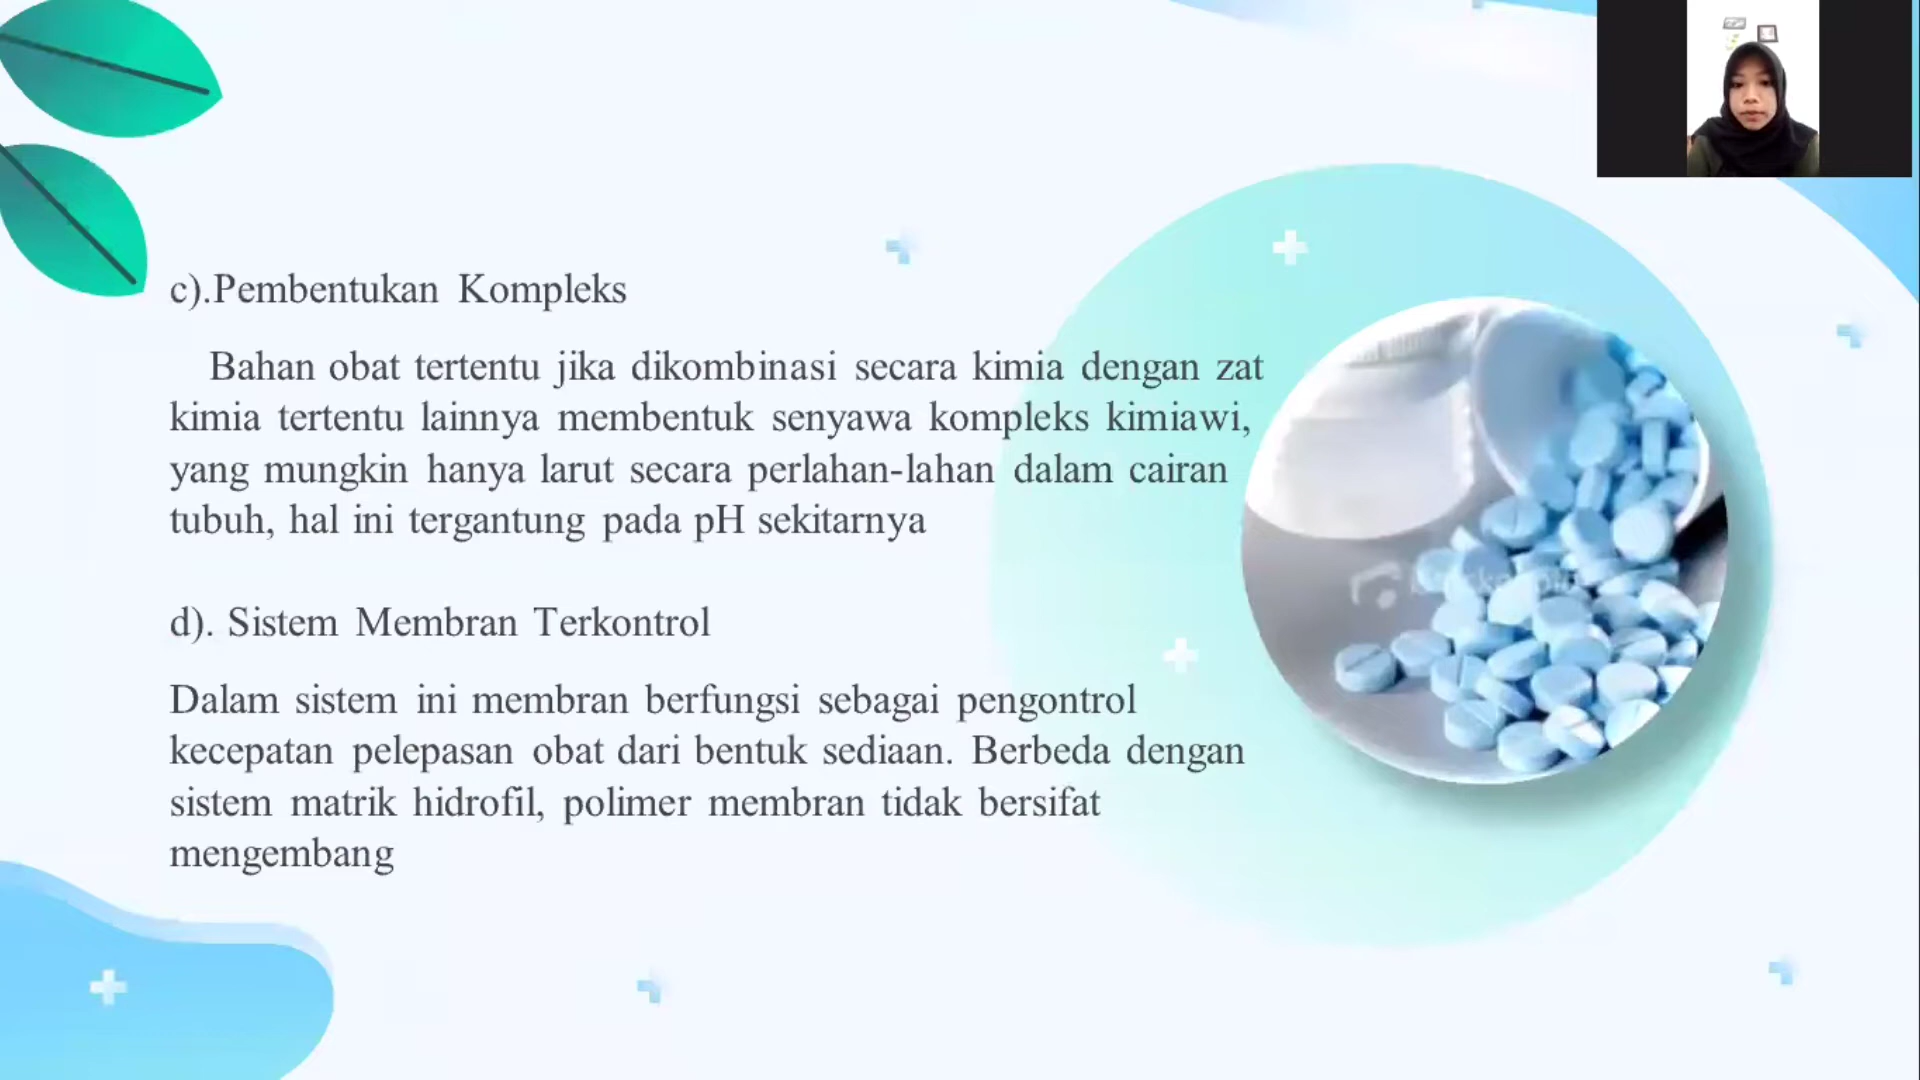 c).Pembentukan Kompleks
Bahan obat tertentu jika dikombinasi secara kimia dengan zat
kimia tertentu lainnya membentuk senyawa kompleks kimiawi,
yang mungkin hanya larut secara perlahan-lahan dalam cairan
tubuh, hal ini tergantung pada pH sekitarnya
d). Sistem Membran Terkontrol
Dalam sistem ini membran berfungsi sebagai pengontrol
kecepatan pelepasan obat dari bentuk sediaan. Berbeda dengan
sistem matrik hidrofil, polimer membran tidak bersifat
mengembang